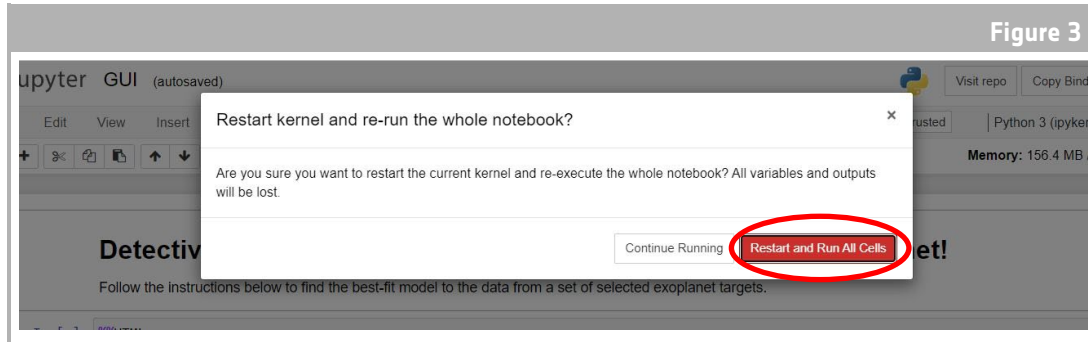 Figure 3
upyter GUI (autosaved)
Visit repo Copy Bind
Edit View Insert
rusted Python 3 (ipyker
Memory: 156.4 MB
Restart kernel and re-run the whole notebook? ×
Are you sure you want to restart the current kernel and re-execute the whole notebook? All variables and outputs
will be lost.
Continue Running Restart and Run All Cells
Detectiv et!
Follow the instructions below to find the best-fit model to the data from a set of selected exoplanet targets.